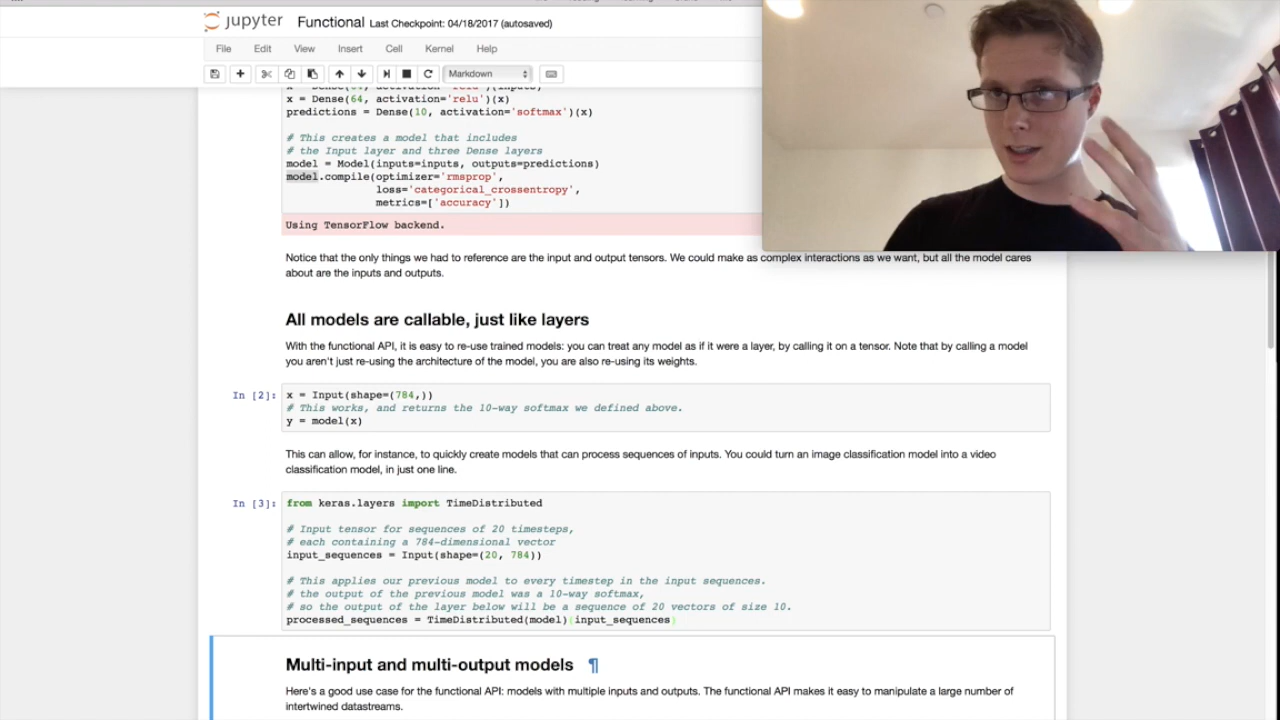 jupyter Functional Last Checkpoint: 04/18/2017 (autosaved)
File Edit View Insert Cell Kernel Help
Markdown
x = Dense(64, activation='relu')(inputs)
x = Dense(64, activation='relu')(x)
predictions = Dense(10, activation='softmax')(x)
# This creates a model that includes
# the Input layer and three Dense layers
model = Model(inputs=inputs, outputs=predictions)
model.compile(optimizer='rmsprop',
loss='categorical_crossentropy',
metrics=['accuracy'])
Using TensorFlow backend.
Notice that the only things we had to reference are the input and output tensors. We could make as complex interactions as we want, but all the model cares
about are the inputs and outputs.
All models are callable, just like layers
With the functional API, it is easy to re-use trained models: you can treat any model as if it were a layer, by calling it on a tensor. Note that by calling a model
you aren't just re-using the architecture of the model, you are also re-using its weights.
In [2]: x = Input(shape=(784,))
# This works, and returns the 10-way softmax we defined above.
y = model(x)
This can allow, for instance, to quickly create models that can process sequences of inputs. You could turn an image classification model into a video
classification model, in just one line.
In [3]: from keras.layers import TimeDistributed
# Input tensor for sequences of 20 timesteps,
# each containing a 784-dimensional vector
input_sequences = Input(shape=(20, 784))
# This applies our previous model to every timestep in the input sequences.
# the output of the previous model was a 10-way softmax,
# so the output of the layer below will be a sequence of 20 vectors of size 10.
processed_sequences = TimeDistributed(model)(input_sequences)
Multi-input and multi-output models ¶
Here's a good use case for the functional API: models with multiple inputs and outputs. The functional API makes it easy to manipulate a large number of
intertwined datastreams.